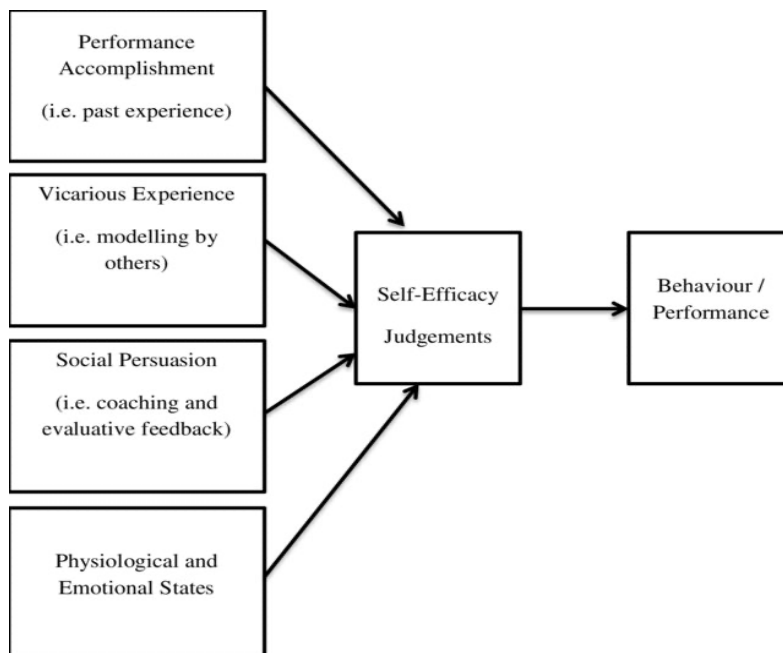 Performance
Accomplishment
(i.e. past experience)
Vicarious Experience
(i.e. modelling by
others)
Social Persuasion
(i.e. coaching and
evaluative feedback)
Physiological and
Emotional States
Self-Efficacy
Judgements
Behaviour /
Performance